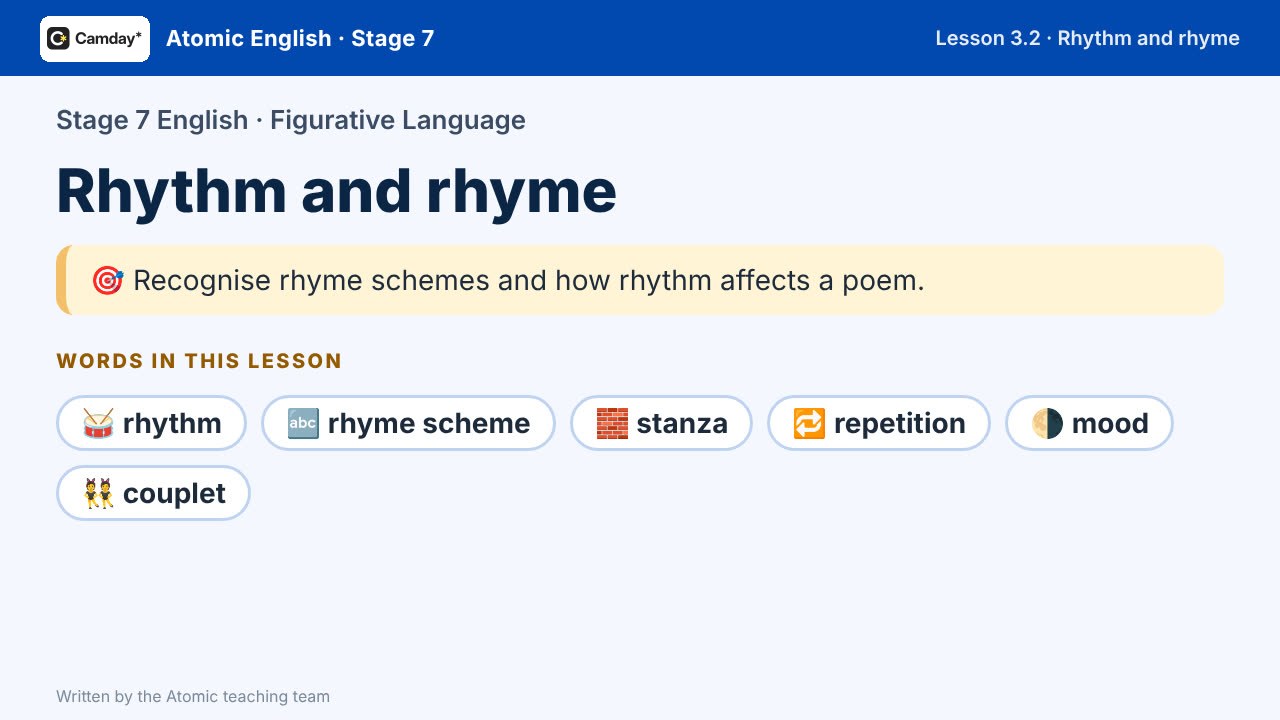 Camday*
Atomic English · Stage 7
Lesson 3.2 · Rhythm and rhyme
Stage 7 English · Figurative Language
Rhythm and rhyme
🎯 Recognise rhyme schemes and how rhythm affects a poem.
WORDS IN THIS LESSON
🥁 rhythm 🔤 rhyme scheme 🧱 stanza 🔁 repetition 🌗 mood
👯 couplet
Written by the Atomic teaching team